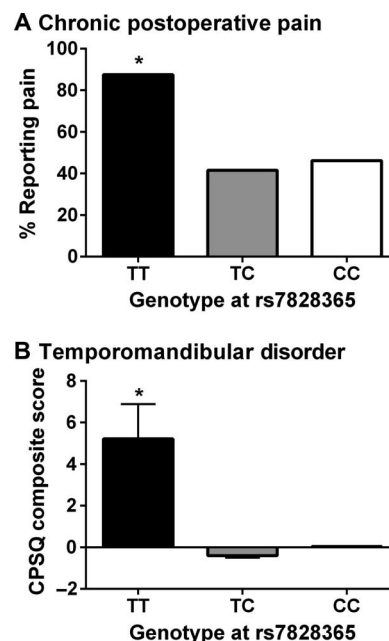 A Chronic postoperative pain
% Reporting pain
100
80
60
40
20
0
*
TT TC CC
Genotype at rs7828365
B Temporomandibular disorder
CPSQ composite score
8
6
4
2
0
−2
*
TT TC CC
Genotype at rs7828365